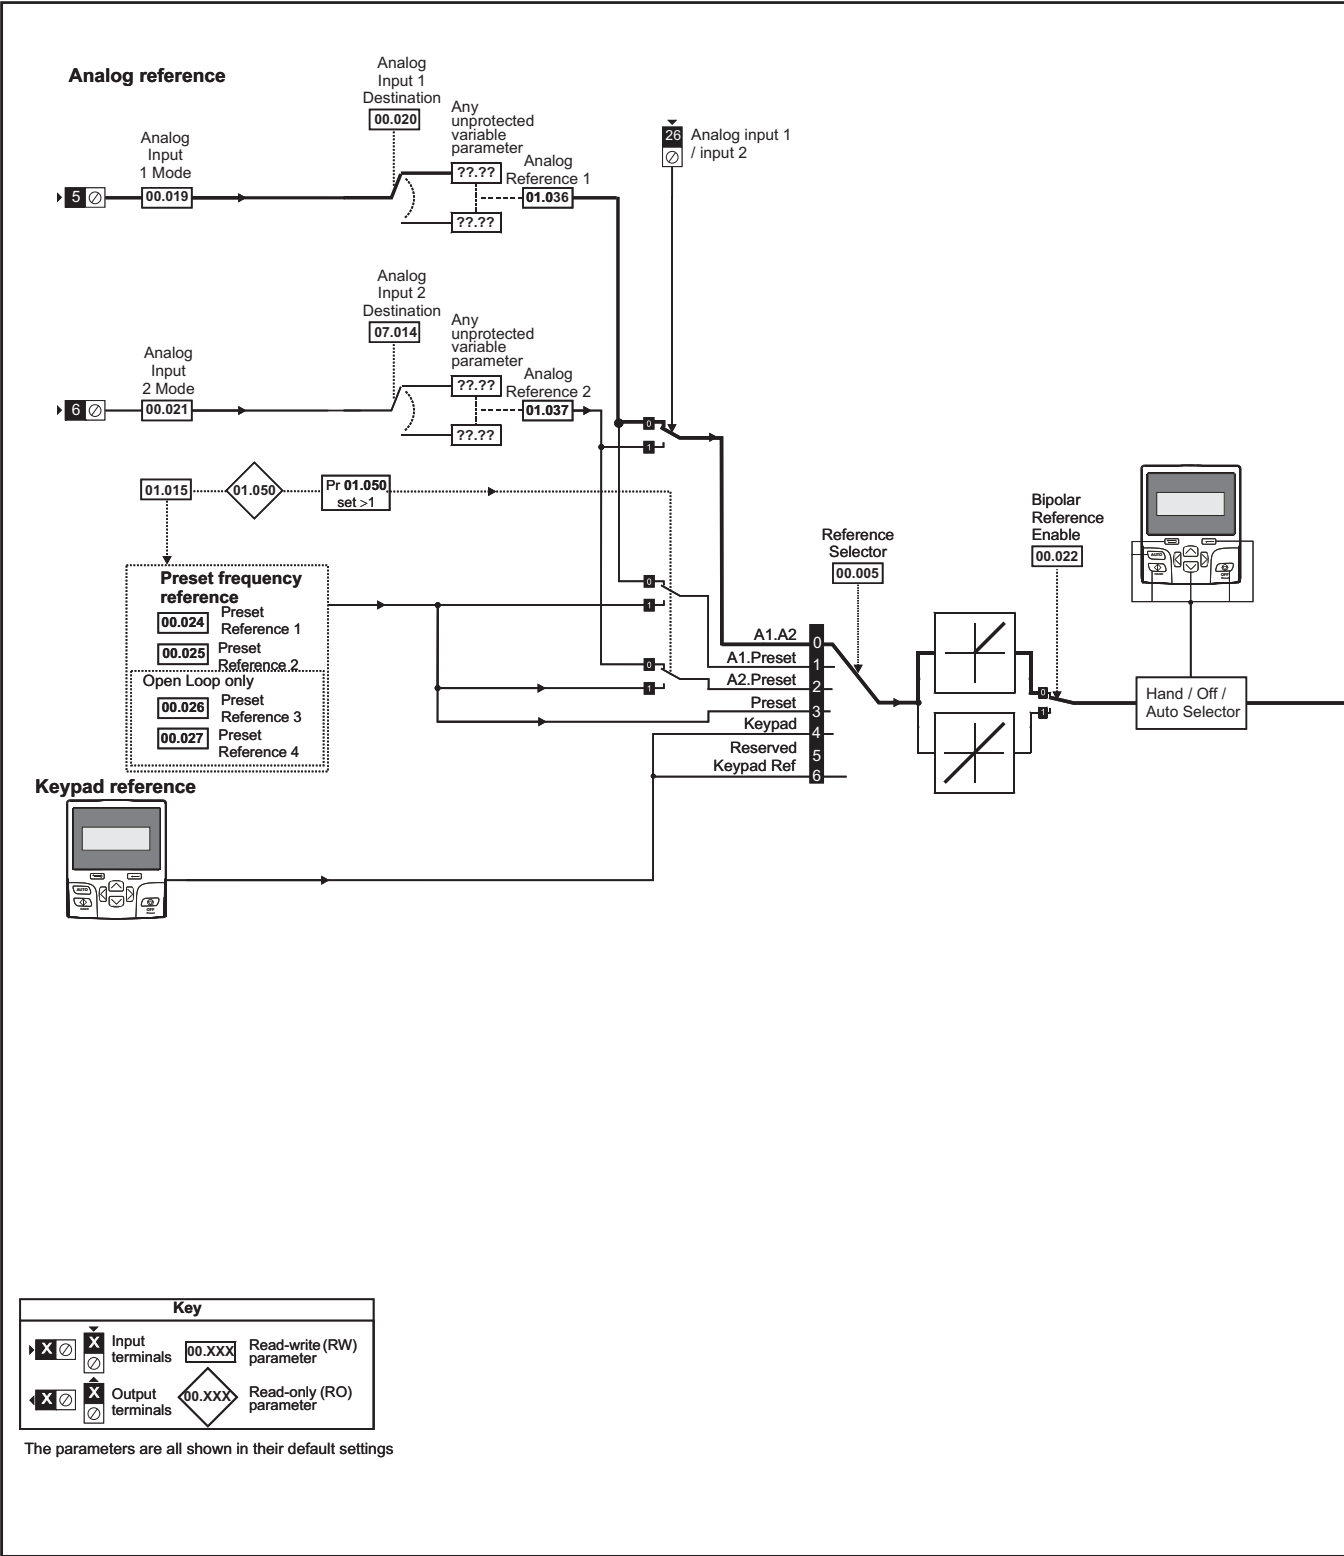 Analog reference
Analog
Input 1
Destination
00.020
Any
unprotected
variable
parameter
??.??
??.??
Analog
Reference 1
01.036
Analog
Input
1 Mode
5
00.019
26
Analog input 1
/ input 2
Analog
Input 2
Destination
07.014
Any
unprotected
variable
parameter
??.??
??.??
Analog
Reference 2
01.037
Analog
Input
2 Mode
6
00.021
0
1
01.015
01.050
Pr 01.050
set >1
Preset frequency
reference
00.024
Preset
Reference 1
00.025
Preset
Reference 2
Open Loop only
00.026
Preset
Reference 3
00.027
Preset
Reference 4
0
1
0
1
Reference
Selector
00.005
A1.A2
0
A1.Preset
1
A2.Preset
2
Preset
3
Keypad
4
Reserved
5
Keypad Ref
6
Bipolar
Reference
Enable
00.022
0
1
AUTO
OFF
Hand / Off /
Auto Selector
Keypad reference
AUTO
OFF
Key
X
X
Input
terminals
00.XXX
Read-write (RW)
parameter
X
X
Output
terminals
00.XXX
Read-only (RO)
parameter
The parameters are all shown in their default settings